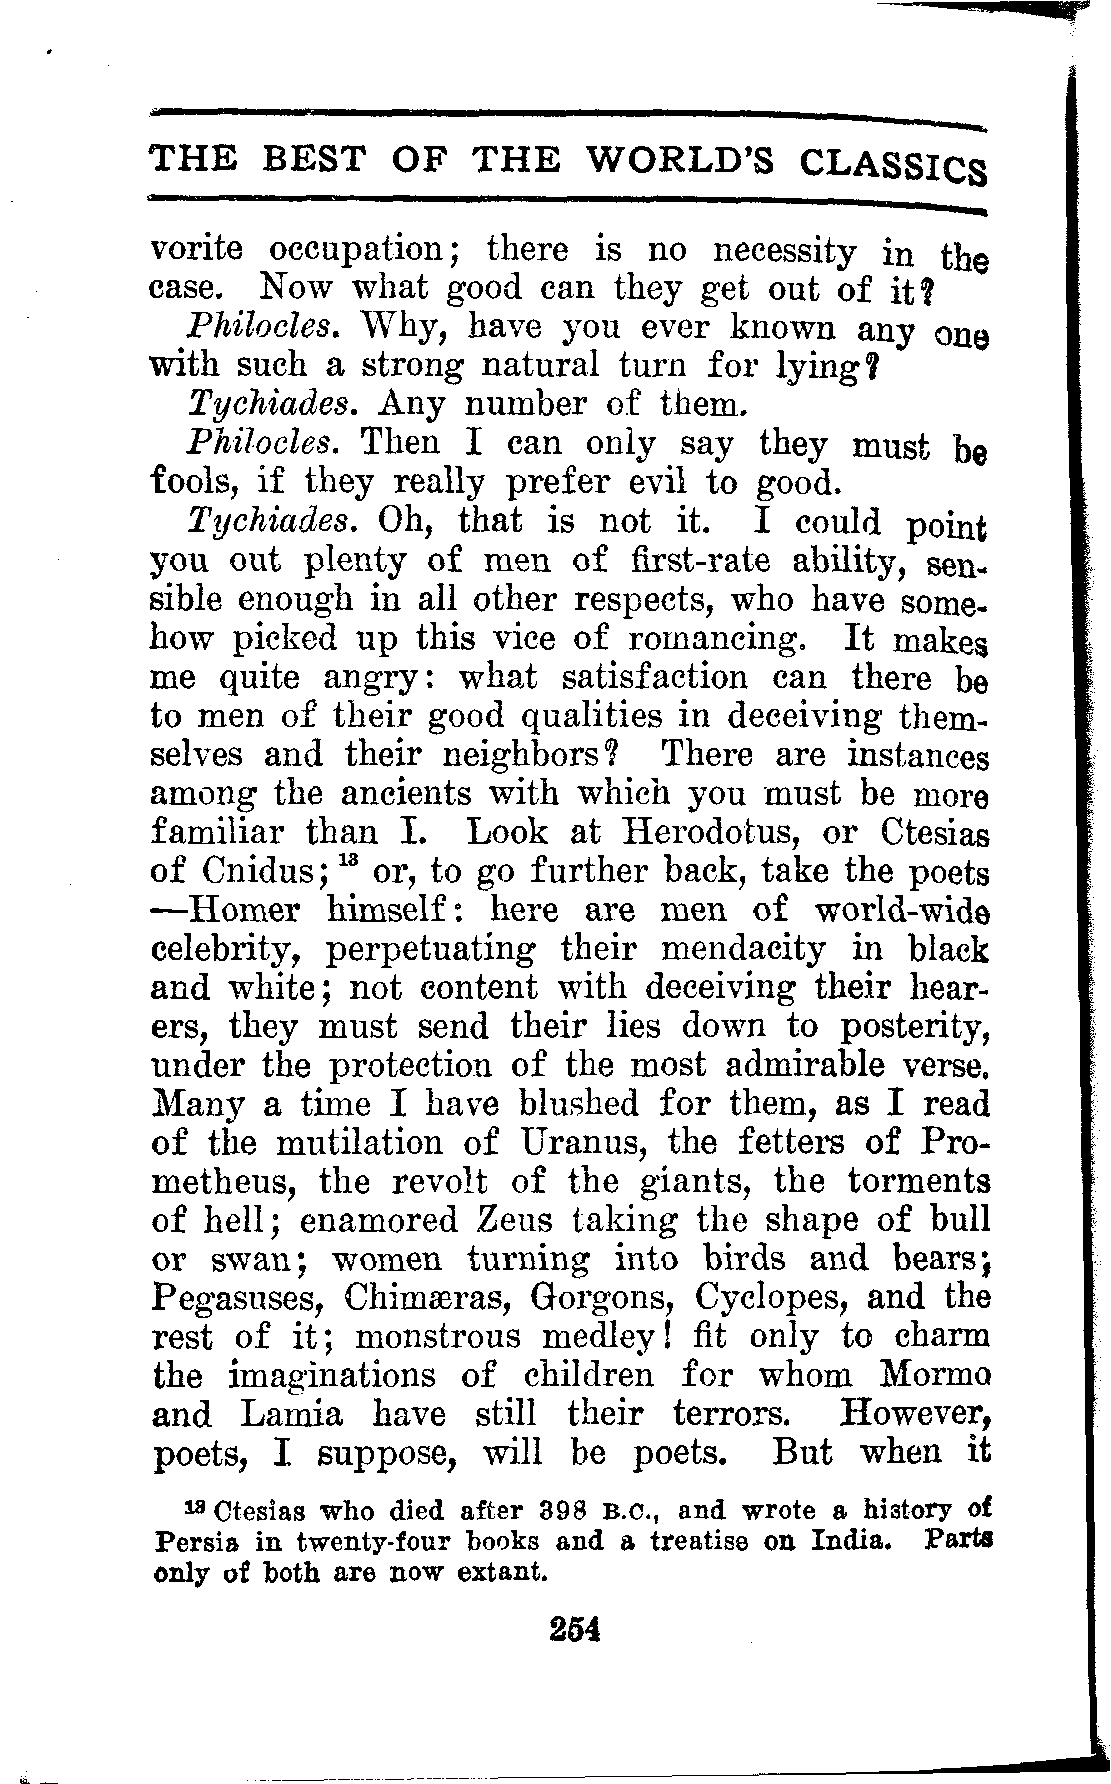 THE BEST OF THE WORLD'S CLASSICS
vorite occupation; there is no necessity in the
case. Now what good can they get out of it?
Philocles. Why, have you ever known any one
with such a strong natural turn for lying?
Tychiades. Any number of them.
Philocles. Then I can only say they must be
fools, if they really prefer evil to good.
Tychiades. Oh, that is not it. I could point
you out plenty of men of first-rate ability, sen-
sible enough in all other respects, who have some-
how picked up this vice of romancing. It makes
me quite angry: what satisfaction can there be
to men of their good qualities in deceiving them-
selves and their neighbors? There are instances
among the ancients with which you must be more
familiar than I. Look at Herodotus, or Ctesias
of Cnidus;¹³ or, to go further back, take the poets
—Homer himself: here are men of world-wide
celebrity, perpetuating their mendacity in black
and white; not content with deceiving their hear-
ers, they must send their lies down to posterity,
under the protection of the most admirable verse.
Many a time I have blushed for them, as I read
of the mutilation of Uranus, the fetters of Pro-
metheus, the revolt of the giants, the torments
of hell; enamored Zeus taking the shape of bull
or swan; women turning into birds and bears;
Pegasuses, Chimæras, Gorgons, Cyclopes, and the
rest of it; monstrous medley! fit only to charm
the imaginations of children for whom Mormo
and Lamia have still their terrors. However,
poets, I suppose, will be poets. But when it
¹³ Ctesias who died after 398 B.C., and wrote a history of
Persia in twenty-four books and a treatise on India. Parts
only of both are now extant.
254